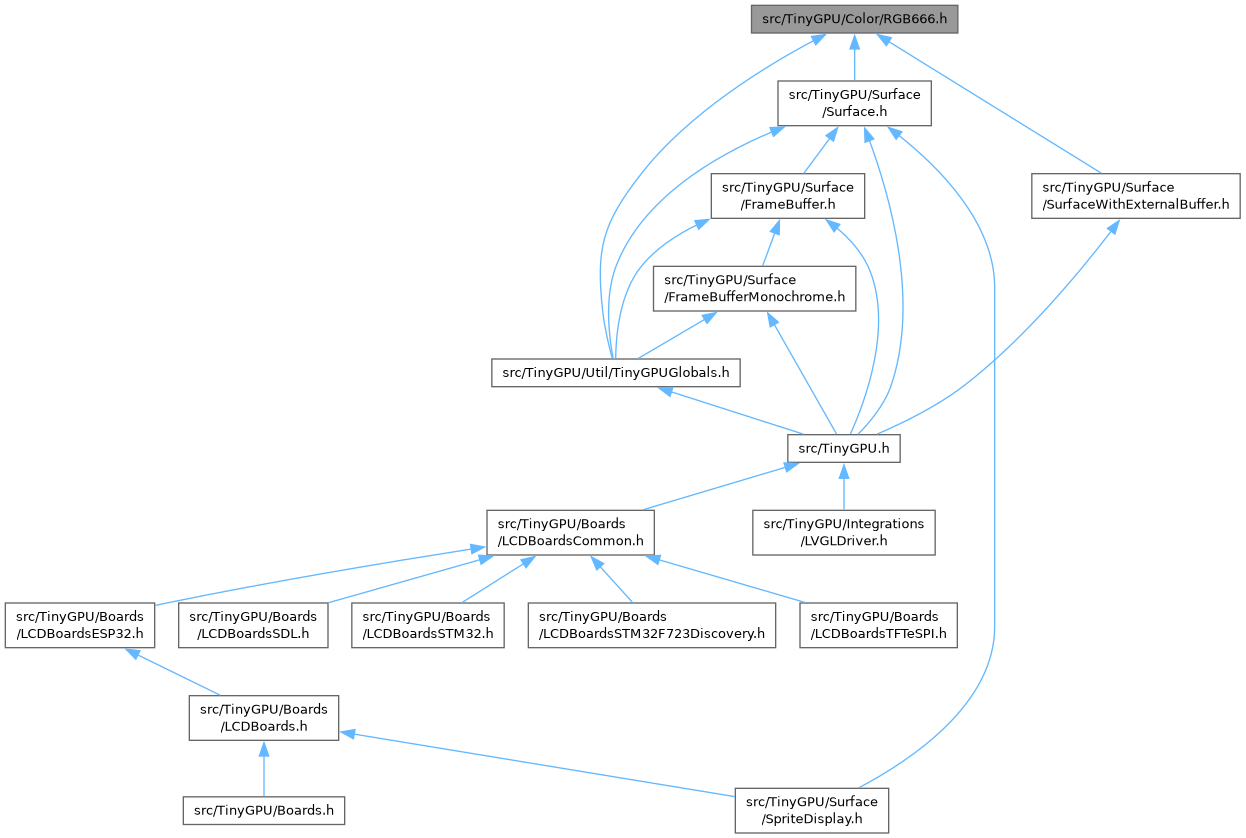 src/TinyGPU/Color/RGB666.h
src/TinyGPU/Surface
/Surface.h
src/TinyGPU/Surface
/FrameBuffer.h
src/TinyGPU/Surface
/SurfaceWithExternalBuffer.h
src/TinyGPU/Surface
/FrameBufferMonochrome.h
src/TinyGPU/Util/TinyGPUGlobals.h
src/TinyGPU.h
src/TinyGPU/Boards
/LCDBoardsCommon.h
src/TinyGPU/Integrations
/LVGLDriver.h
src/TinyGPU/Boards
/LCDBoardsESP32.h
src/TinyGPU/Boards
/LCDBoardsSDL.h
src/TinyGPU/Boards
/LCDBoardsSTM32.h
src/TinyGPU/Boards
/LCDBoardsSTM32F723Discovery.h
src/TinyGPU/Boards
/LCDBoardsTFTeSPI.h
src/TinyGPU/Boards
/LCDBoards.h
src/TinyGPU/Boards.h
src/TinyGPU/Surface
/SpriteDisplay.h